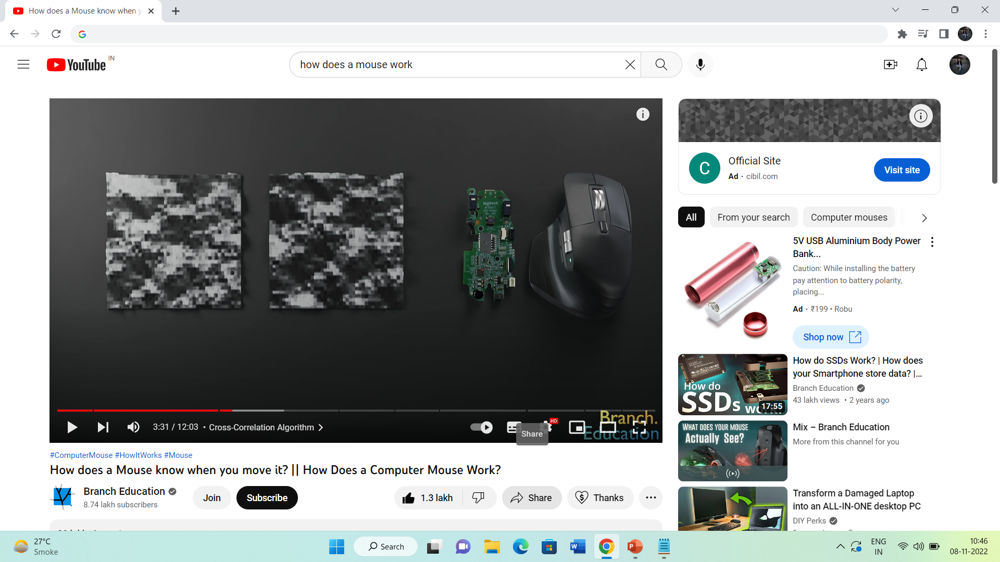 How does a Mouse know when y
YouTube IN
how does a mouse work
logitech
Official Site
Ad · cibil.com
C
Visit site
All
From your search
Computer mouses
5V USB Aluminium Body Power
Bank...
Caution: While installing the battery
pay attention to battery polarity,
placing...
Ad · ₹199 • Robu
Shop now
How do
SSDs
17:55
How do SSDs Work? | How does
your Smartphone store data? |...
Branch Education
43 lakh views • 2 years ago
3:31 / 12:03 • Cross-Correlation Algorithm
HD
Share
Branch.
Education
WHAT DOES YOUR MOUSE
Actually See?
Mix – Branch Education
More from this channel for you
#ComputerMouse #HowItWorks #Mouse
How does a Mouse know when you move it? || How Does a Computer Mouse Work?
Branch Education
8.74 lakh subscribers
Join
Subscribe
1.3 lakh
Share
Thanks
Transform a Damaged Laptop
into an ALL-IN-ONE desktop PC
DIY Perks
27°C
Smoke
Search
ENG
IN
10:46
08-11-2022